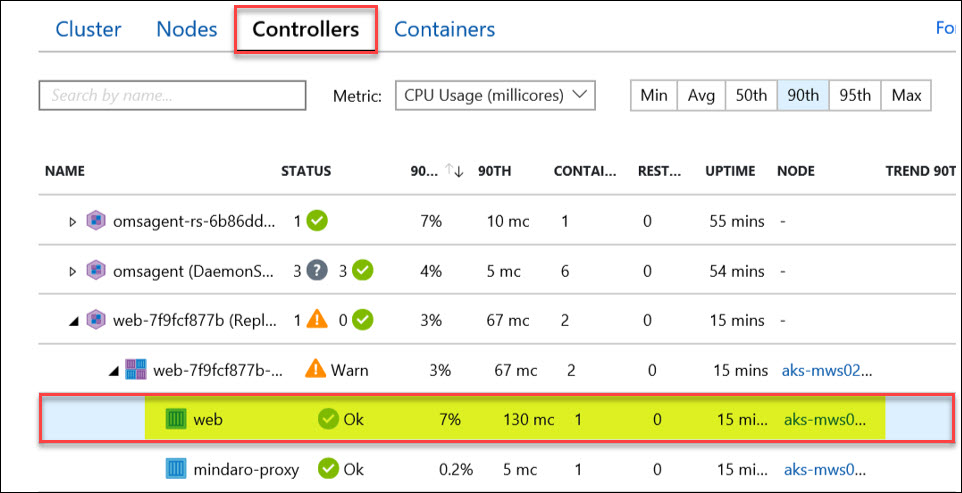 Cluster Nodes Controllers Containers Fo
Search by name... Metric: CPU Usage (millicores) Min Avg 50th 90th 95th Max
NAME STATUS 90... 90TH CONTAI... REST... UPTIME NODE TREND 90T
omsagent-rs-6b86dd... 1 7% 10 mc 1 0 55 mins -
omsagent (DaemonS... 3 ? 3 4% 5 mc 6 0 54 mins -
web-7f9fcf877b (Repl... 1 0 3% 67 mc 2 0 15 mins -
web-7f9fcf877b-... Warn 3% 67 mc 2 0 15 mins aks-mws02...
web Ok 7% 130 mc 1 0 15 mi... aks-mws0...
mindaro-proxy Ok 0.2% 5 mc 1 0 15 mi... aks-mws0...